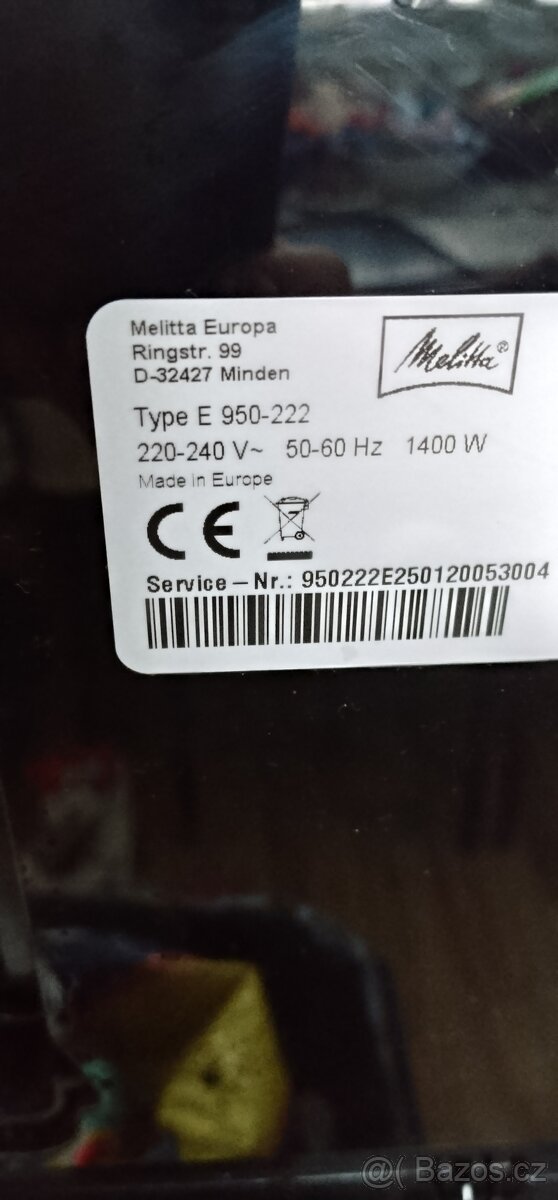 Melitta Europa
Ringstr. 99
D-32427 Minden
Melitta®
Type E 950-222
220-240 V~ 50-60 Hz 1400 W
Made in Europe
CE
Service – Nr.: 950222E250120053004
@( Bazos.cz